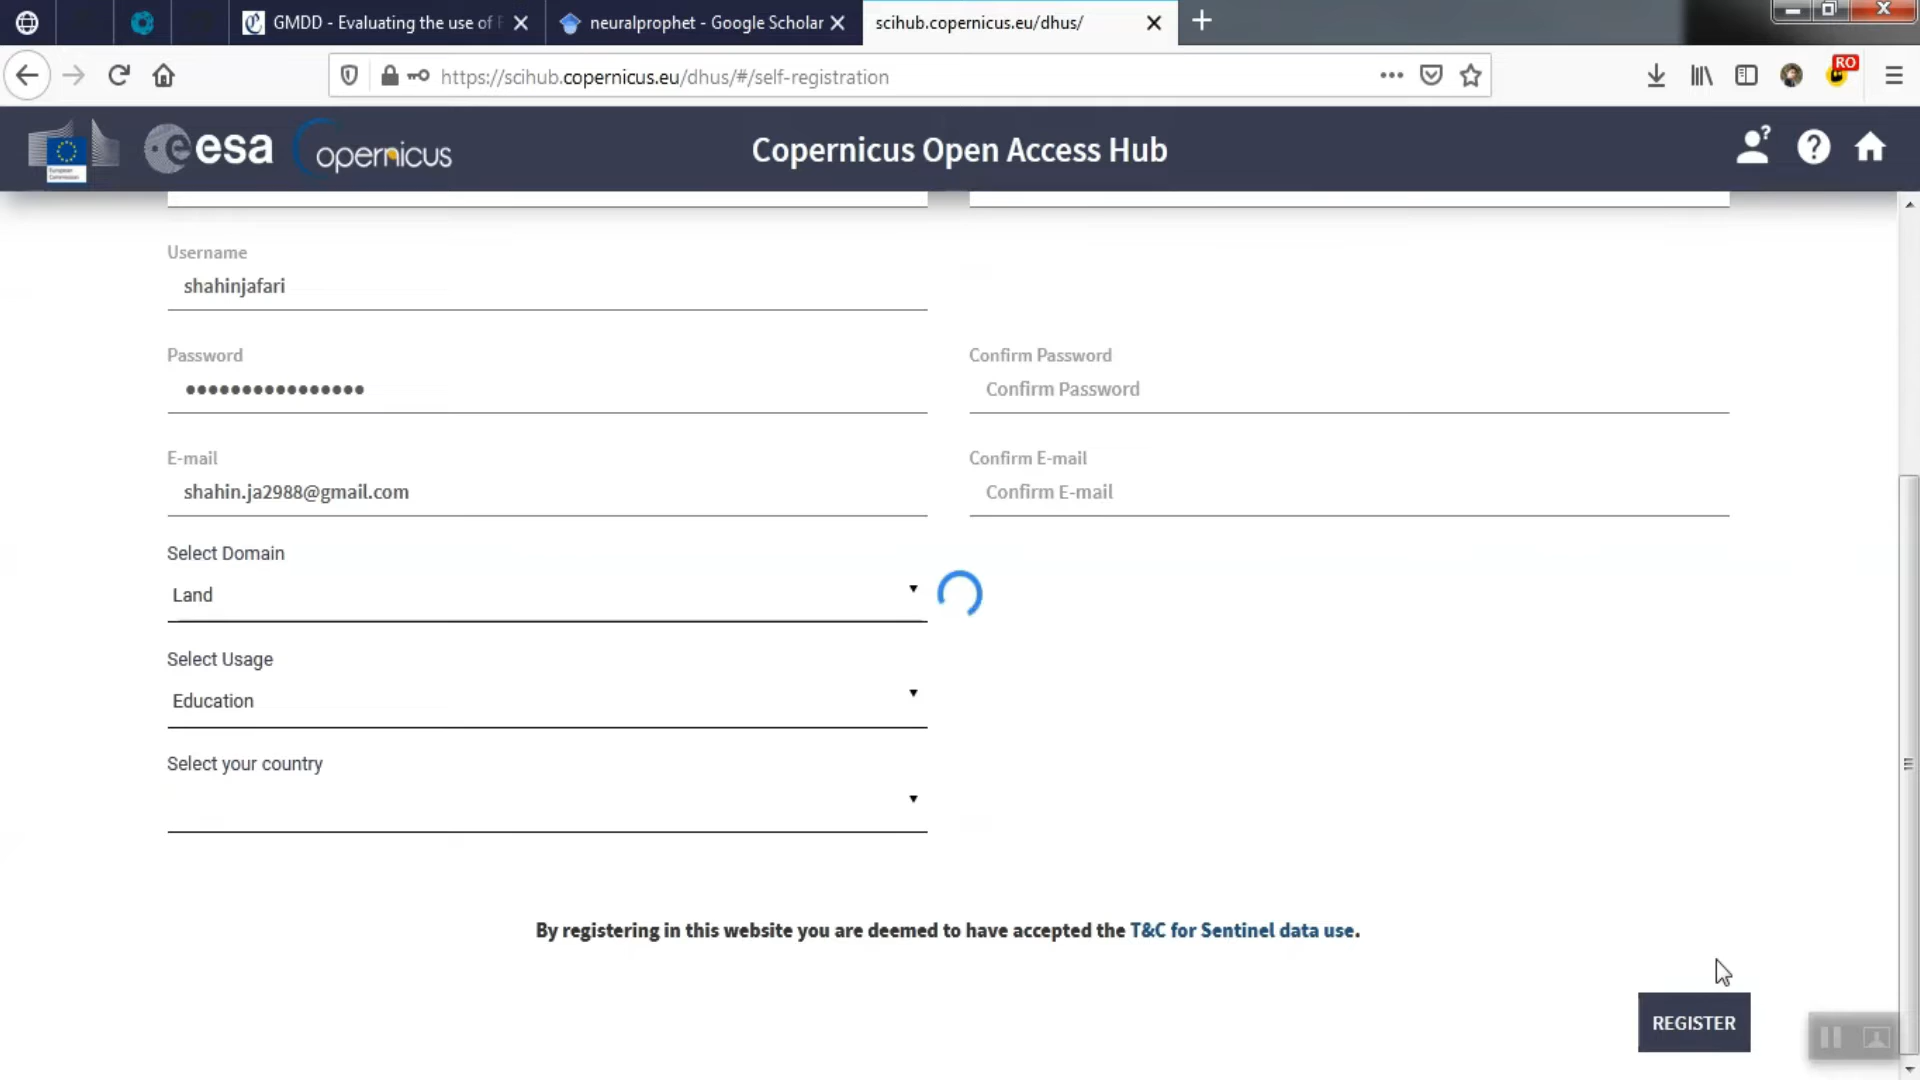 GMDD - Evaluating the use of F
neuralprophet - Google Scholar
scihub.copernicus.eu/dhus/
https://scihub.copernicus.eu/dhus/#/self-registration
RO
European
Commission
esa
opernicus
Copernicus Open Access Hub
Username
shahinjafari
Password
Confirm Password
••••••••••••••••
Confirm Password
E-mail
Confirm E-mail
shahin.ja2988@gmail.com
Confirm E-mail
Select Domain
Land
Select Usage
Education
Select your country
By registering in this website you are deemed to have accepted the T&C for Sentinel data use.
REGISTER